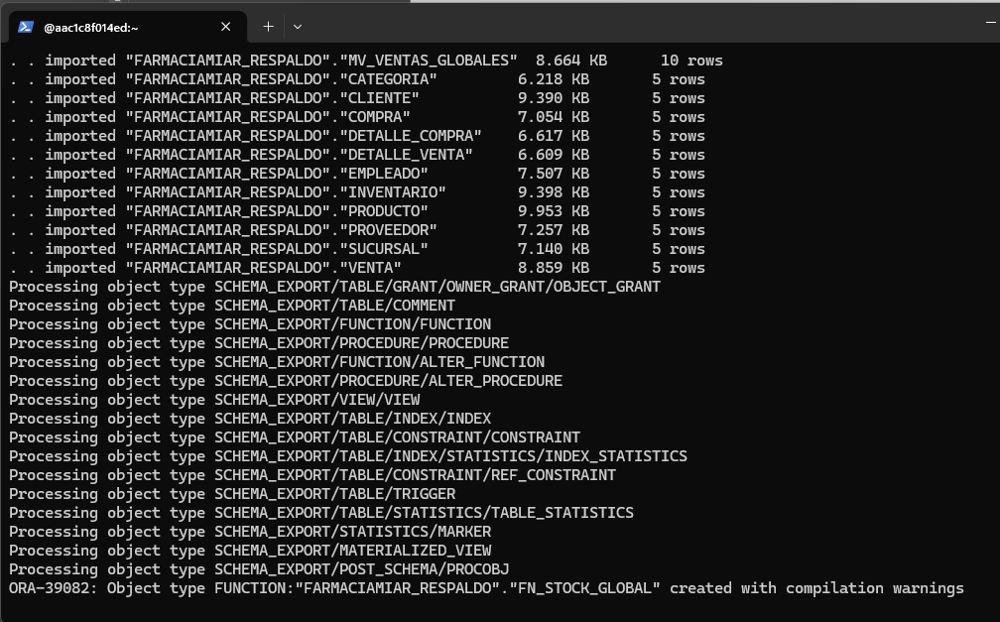 @aac1c8f014ed:~
. . imported "FARMACIAMIAR_RESPALDO"."MV_VENTAS_GLOBALES"  8.664 KB      10 rows
. . imported "FARMACIAMIAR_RESPALDO"."CATEGORIA"         6.218 KB       5 rows
. . imported "FARMACIAMIAR_RESPALDO"."CLIENTE"           9.390 KB       5 rows
. . imported "FARMACIAMIAR_RESPALDO"."COMPRA"            7.054 KB       5 rows
. . imported "FARMACIAMIAR_RESPALDO"."DETALLE_COMPRA"    6.617 KB       5 rows
. . imported "FARMACIAMIAR_RESPALDO"."DETALLE_VENTA"     6.609 KB       5 rows
. . imported "FARMACIAMIAR_RESPALDO"."EMPLEADO"          7.507 KB       5 rows
. . imported "FARMACIAMIAR_RESPALDO"."INVENTARIO"        9.398 KB       5 rows
. . imported "FARMACIAMIAR_RESPALDO"."PRODUCTO"          9.953 KB       5 rows
. . imported "FARMACIAMIAR_RESPALDO"."PROVEEDOR"         7.257 KB       5 rows
. . imported "FARMACIAMIAR_RESPALDO"."SUCURSAL"          7.140 KB       5 rows
. . imported "FARMACIAMIAR_RESPALDO"."VENTA"             8.859 KB       5 rows
Processing object type SCHEMA_EXPORT/TABLE/GRANT/OWNER_GRANT/OBJECT_GRANT
Processing object type SCHEMA_EXPORT/TABLE/COMMENT
Processing object type SCHEMA_EXPORT/FUNCTION/FUNCTION
Processing object type SCHEMA_EXPORT/PROCEDURE/PROCEDURE
Processing object type SCHEMA_EXPORT/FUNCTION/ALTER_FUNCTION
Processing object type SCHEMA_EXPORT/PROCEDURE/ALTER_PROCEDURE
Processing object type SCHEMA_EXPORT/VIEW/VIEW
Processing object type SCHEMA_EXPORT/TABLE/INDEX/INDEX
Processing object type SCHEMA_EXPORT/TABLE/CONSTRAINT/CONSTRAINT
Processing object type SCHEMA_EXPORT/TABLE/INDEX/STATISTICS/INDEX_STATISTICS
Processing object type SCHEMA_EXPORT/TABLE/CONSTRAINT/REF_CONSTRAINT
Processing object type SCHEMA_EXPORT/TABLE/TRIGGER
Processing object type SCHEMA_EXPORT/TABLE/STATISTICS/TABLE_STATISTICS
Processing object type SCHEMA_EXPORT/STATISTICS/MARKER
Processing object type SCHEMA_EXPORT/MATERIALIZED_VIEW
Processing object type SCHEMA_EXPORT/POST_SCHEMA/PROCOBJ
ORA-39082: Object type FUNCTION:"FARMACIAMIAR_RESPALDO"."FN_STOCK_GLOBAL" created with compilation warnings